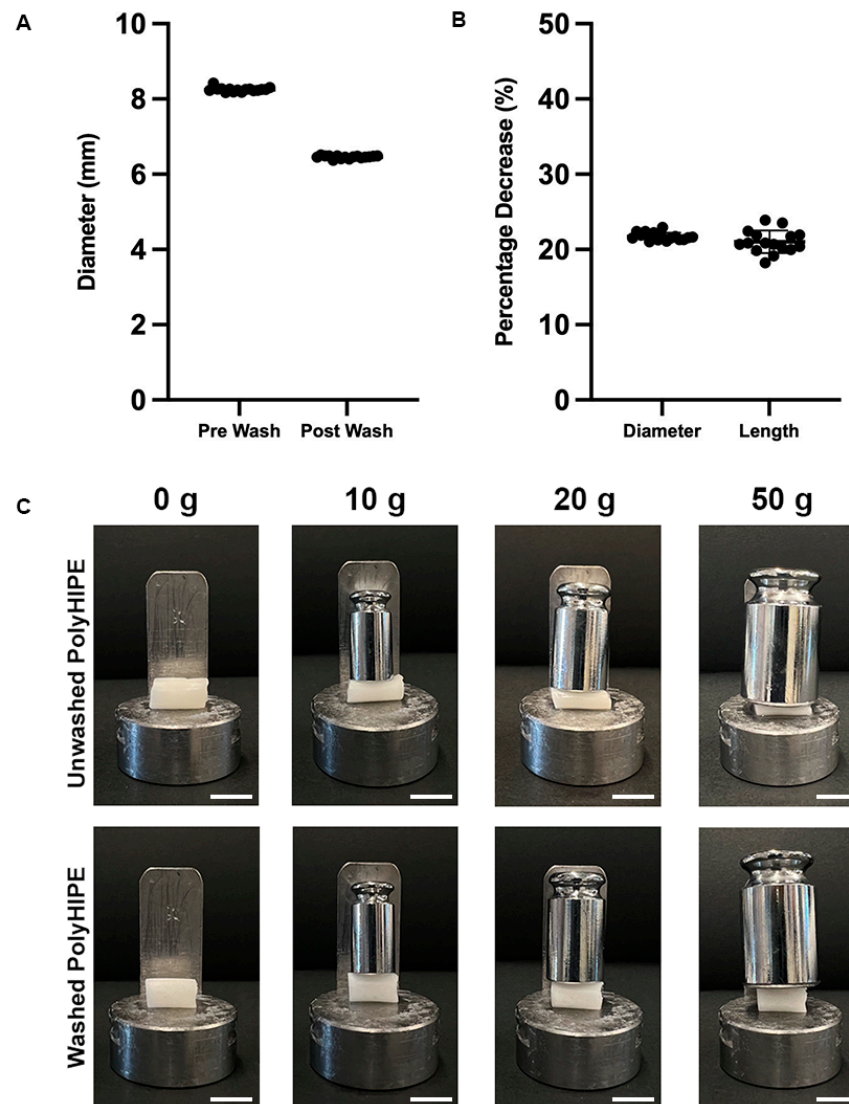 A
10
8
6
4
2
0
Diameter (mm)
Pre Wash
Post Wash
B
50
40
30
20
10
0
Percentage Decrease (%)
Diameter
Length
C
0 g
10 g
20 g
50 g
Unwashed PolyHIPE
Washed PolyHIPE